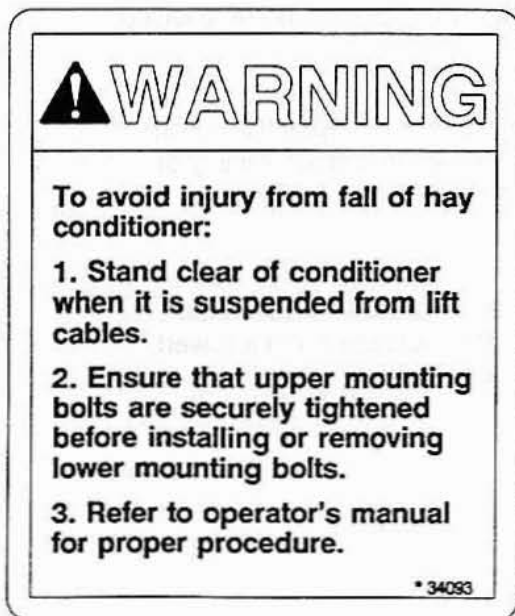 WARNING
To avoid injury from fall of hay
conditioner:
1. Stand clear of conditioner
when it is suspended from lift
cables.
2. Ensure that upper mounting
bolts are securely tightened
before installing or removing
lower mounting bolts.
3. Refer to operator's manual
for proper procedure.
* 34093